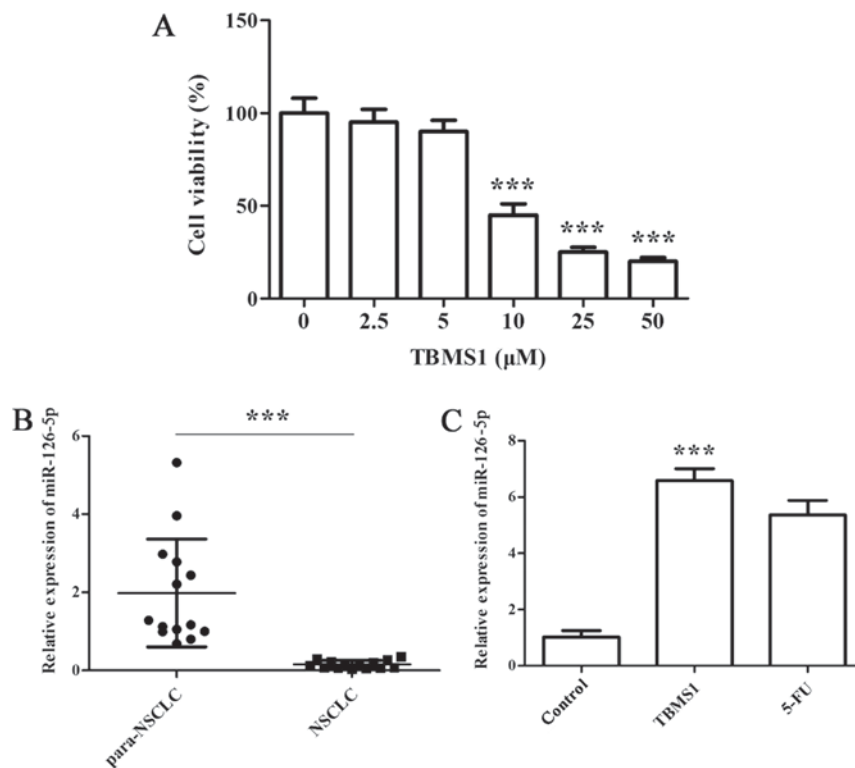 A
Cell viability (%)
150
100
50
0
***
***
***
0 2.5 5 10 25 50
TBMS1 (μM)
B
Relative expression of miR-126-5p
***
6
4
2
0
para-NSCLC
NSCLC
C
Relative expression of miR-126-5p
***
8
6
4
2
0
Control
TBMS1
5-FU